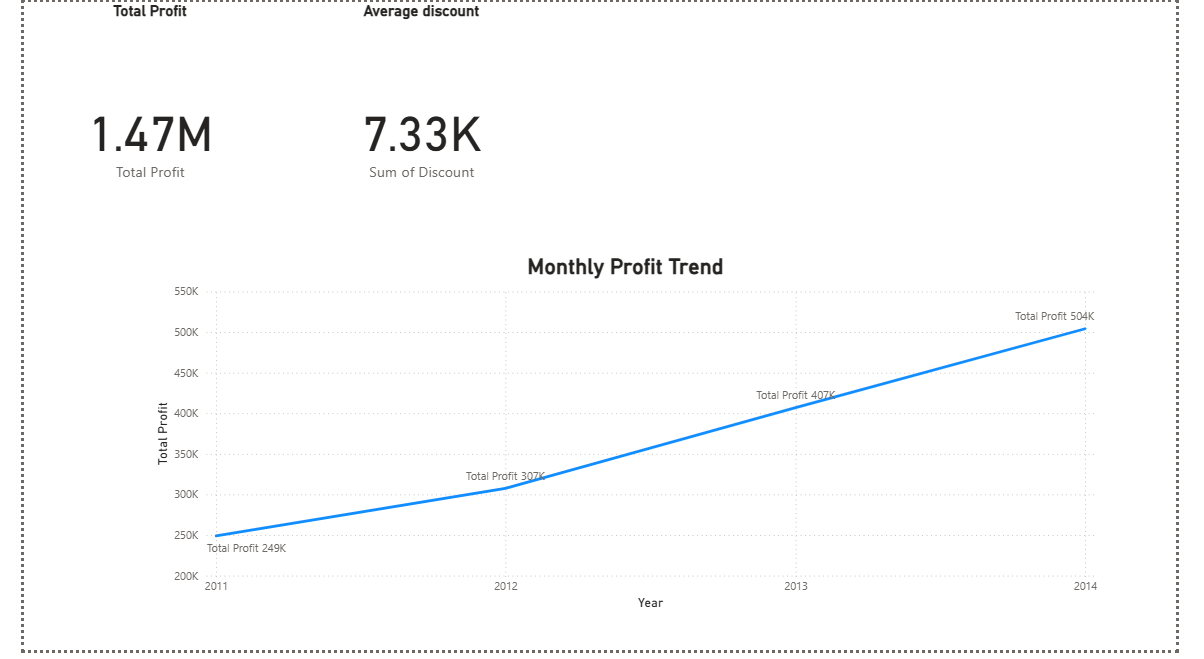 Total Profit
Average discount
1.47M
Total Profit
7.33K
Sum of Discount
Monthly Profit Trend
550K
500K
450K
400K
350K
300K
250K
200K
Total Profit
Total Profit 249K
Total Profit 307K
Total Profit 407K
Total Profit 504K
2011
2012
2013
2014
Year